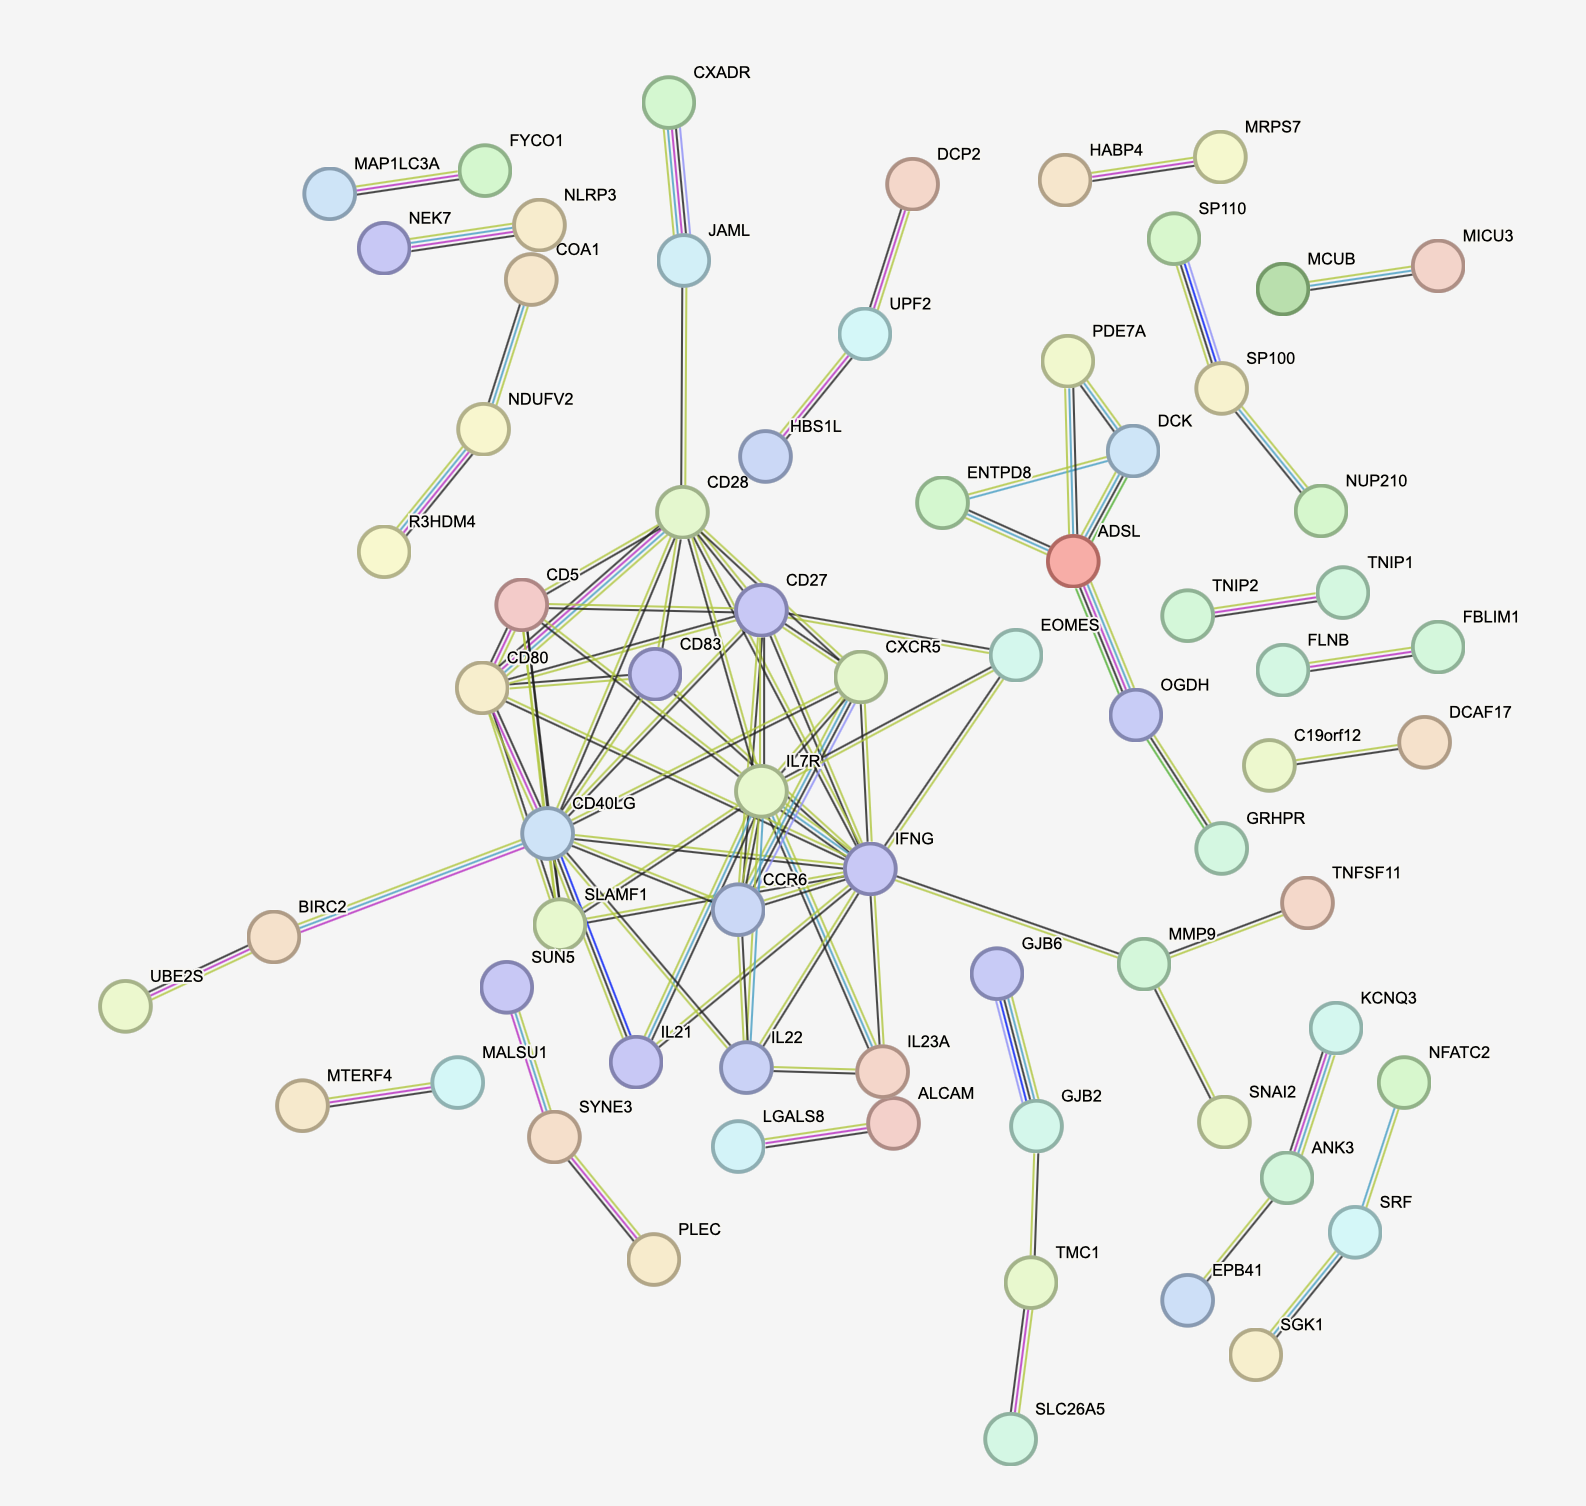 CXADR
MRPS7
FYCO1
HABP4
DCP2
MAP1LC3A
NLRP3
SP110
NEK7
JAML
MICU3
COA1
MCUB
UPF2
PDE7A
SP100
NDUFV2
DCK
HBS1L
ENTPD8
CD28
NUP210
R3HDM4
ADSL
TNIP1
CD5
CD27
TNIP2
FBLIM1
EOMES
FLNB
CD83
CXCR5
CD80
OGDH
DCAF17
C19orf12
IL7R
CD40LG
GRHPR
IFNG
TNFSF11
CCR6
SLAMF1
BIRC2
MMP9
GJB6
SUN5
UBE2S
KCNQ3
IL21
IL22
IL23A
MALSU1
NFATC2
MTERF4
SNAI2
ALCAM
GJB2
SYNE3
LGALS8
ANK3
SRF
PLEC
TMC1
EPB41
SGK1
SLC26A5